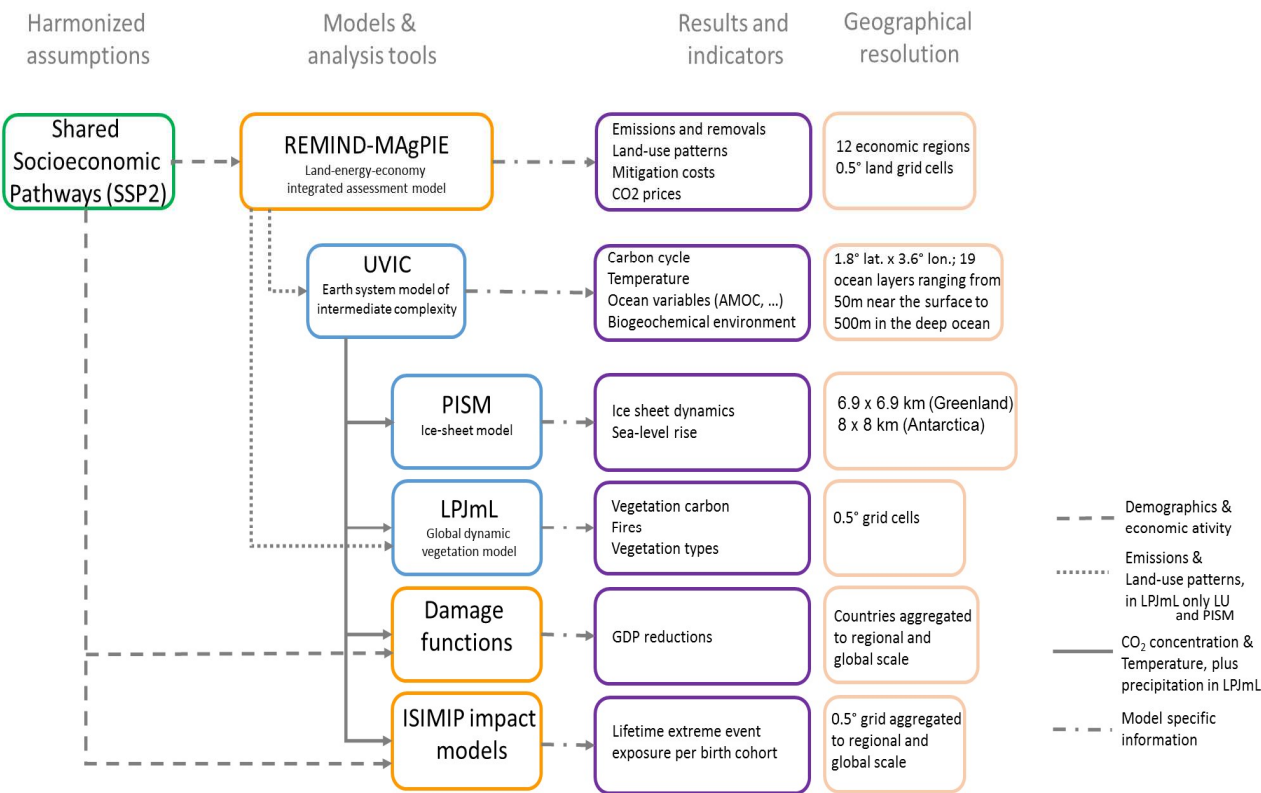 Harmonized
assumptions
Models &
analysis tools
Results and
indicators
Geographical
resolution
Shared
Socioeconomic
Pathways (SSP2)
REMIND-MAgPIE
Land-energy-economy
integrated assessment model
Emissions and removals
Land-use patterns
Mitigation costs
CO2 prices
12 economic regions
0.5° land grid cells
UVIC
Earth system model of
intermediate complexity
Carbon cycle
Temperature
Ocean variables (AMOC, ...)
Biogeochemical environment
1.8° lat. x 3.6° lon.; 19
ocean layers ranging from
50m near the surface to
500m in the deep ocean
PISM
Ice-sheet model
Ice sheet dynamics
Sea-level rise
6.9 x 6.9 km (Greenland)
8 x 8 km (Antarctica)
LPJmL
Global dynamic
vegetation model
Vegetation carbon
Fires
Vegetation types
0.5° grid cells
Damage
functions
GDP reductions
Countries aggregated
to regional and
global scale
ISIMIP impact
models
Lifetime extreme event
exposure per birth cohort
0.5° grid aggregated
to regional and
global scale
Demographics &
economic ativity
Emissions &
Land-use patterns,
in LPJmL only LU
and PISM
CO₂ concentration &
Temperature, plus
precipitation in LPJmL
Model specific
information